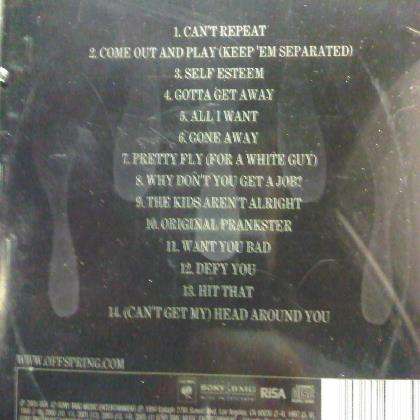 1. CAN'T REPEAT
2. COME OUT AND PLAY (KEEP 'EM SEPARATED)
3. SELF ESTEEM
4. GOTTA GET AWAY
5. ALL I WANT
6. GONE AWAY
7. PRETTY FLY (FOR A WHITE GUY)
8. WHY DON'T YOU GET A JOB?
9. THE KIDS AREN'T ALRIGHT
10. ORIGINAL PRANKSTER
11. WANT YOU BAD
12. DEFY YOU
13. HIT THAT
14. (CAN'T GET MY) HEAD AROUND YOU
WWW.OFFSPRING.COM
SONY BMG
MUSIC ENTERTAINMENT
RISA